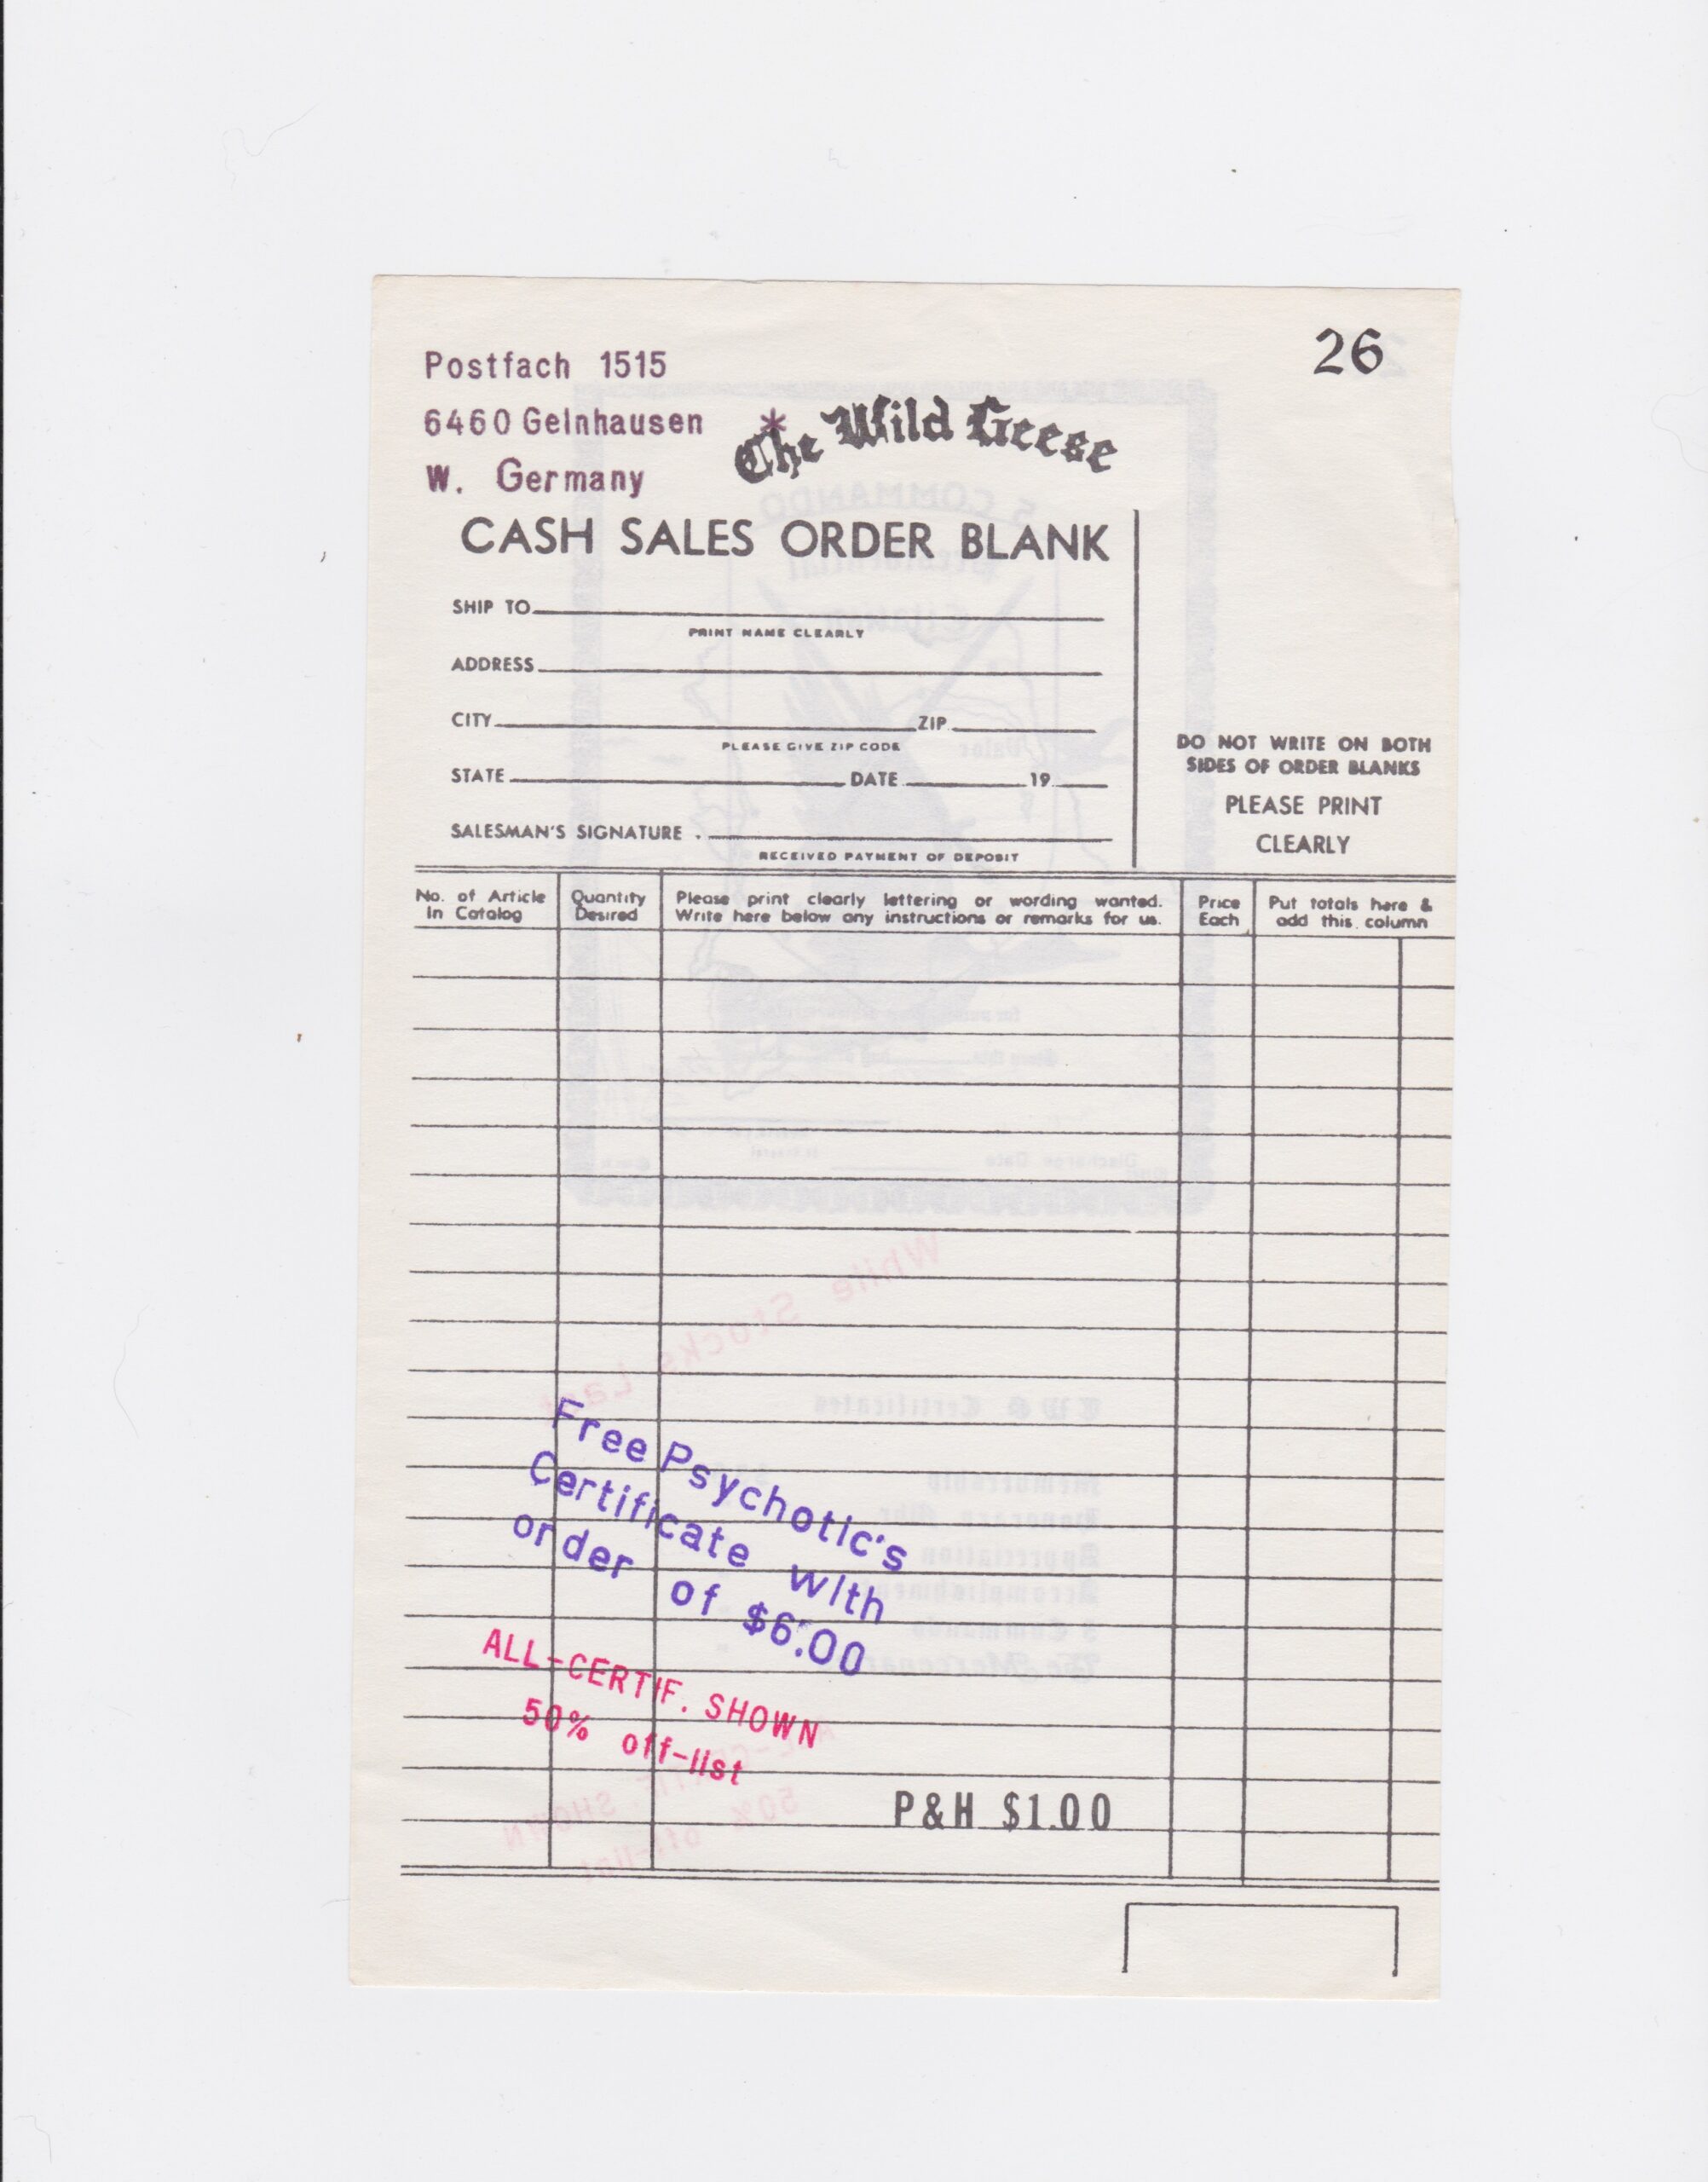 26
Postfach 1515
6460 Gelnhausen
W. Germany
*
The Wild Geese
CASH SALES ORDER BLANK
SHIP TO
PRINT NAME CLEARLY
ADDRESS
CITY ZIP
PLEASE GIVE ZIP CODE
STATE DATE 19
SALESMAN'S SIGNATURE
RECEIVED PAYMENT OF DEPOSIT
DO NOT WRITE ON BOTH
SIDES OF ORDER BLANKS
PLEASE PRINT
CLEARLY
No. of Article
In Catalog
Quantity
Desired
Please print clearly lettering or wording wanted.
Write here below any instructions or remarks for us.
Price
Each
Put totals here &
add this column
Free Psychotic's
Certificate with
order of $6.00
ALL-CERTIF. SHOWN
50% off-list
P&H $1.00